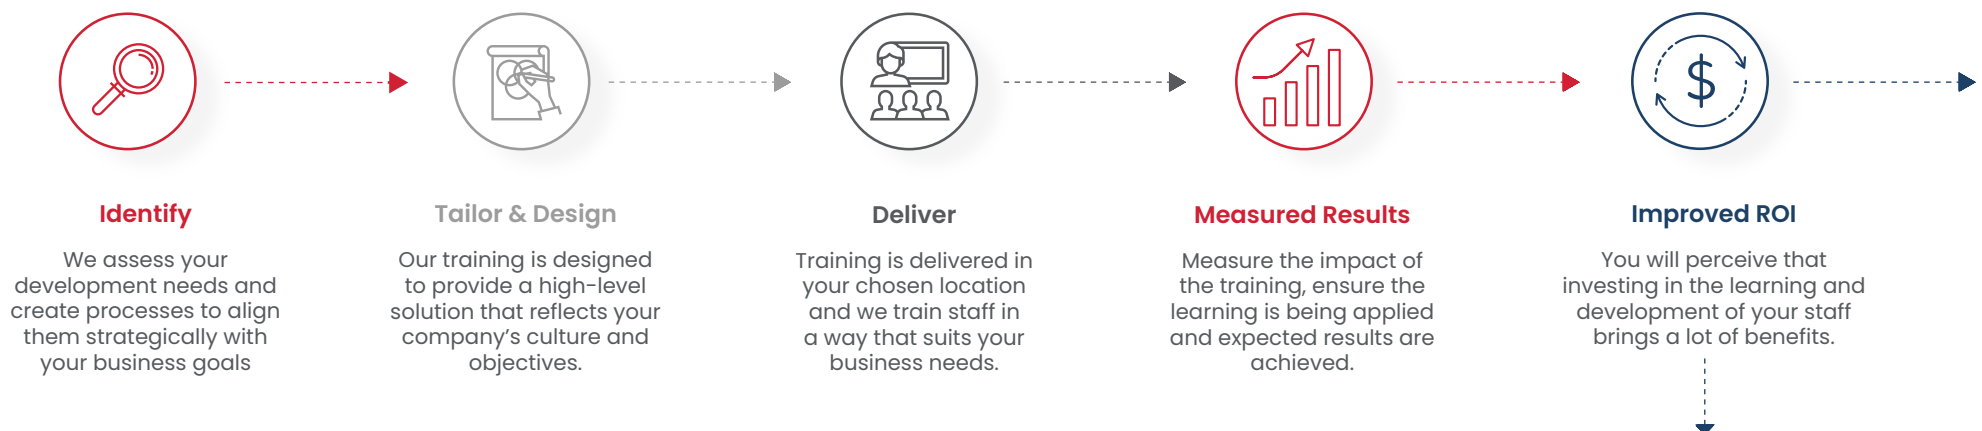 Identify
We assess your
development needs and
create processes to align
them strategically with
your business goals
Tailor & Design
Our training is designed
to provide a high-level
solution that reflects your
company's culture and
objectives.
Deliver
Training is delivered in
your chosen location
and we train staff in
a way that suits your
business needs.
Measured Results
Measure the impact of
the training, ensure the
learning is being applied
and expected results are
achieved.
$
Improved ROI
You will perceive that
investing in the learning and
development of your staff
brings a lot of benefits.